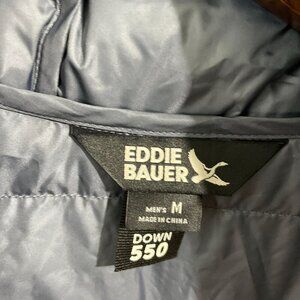 EDDIE
BAUER
MEN'S M
MADE IN CHINA
DOWN
550